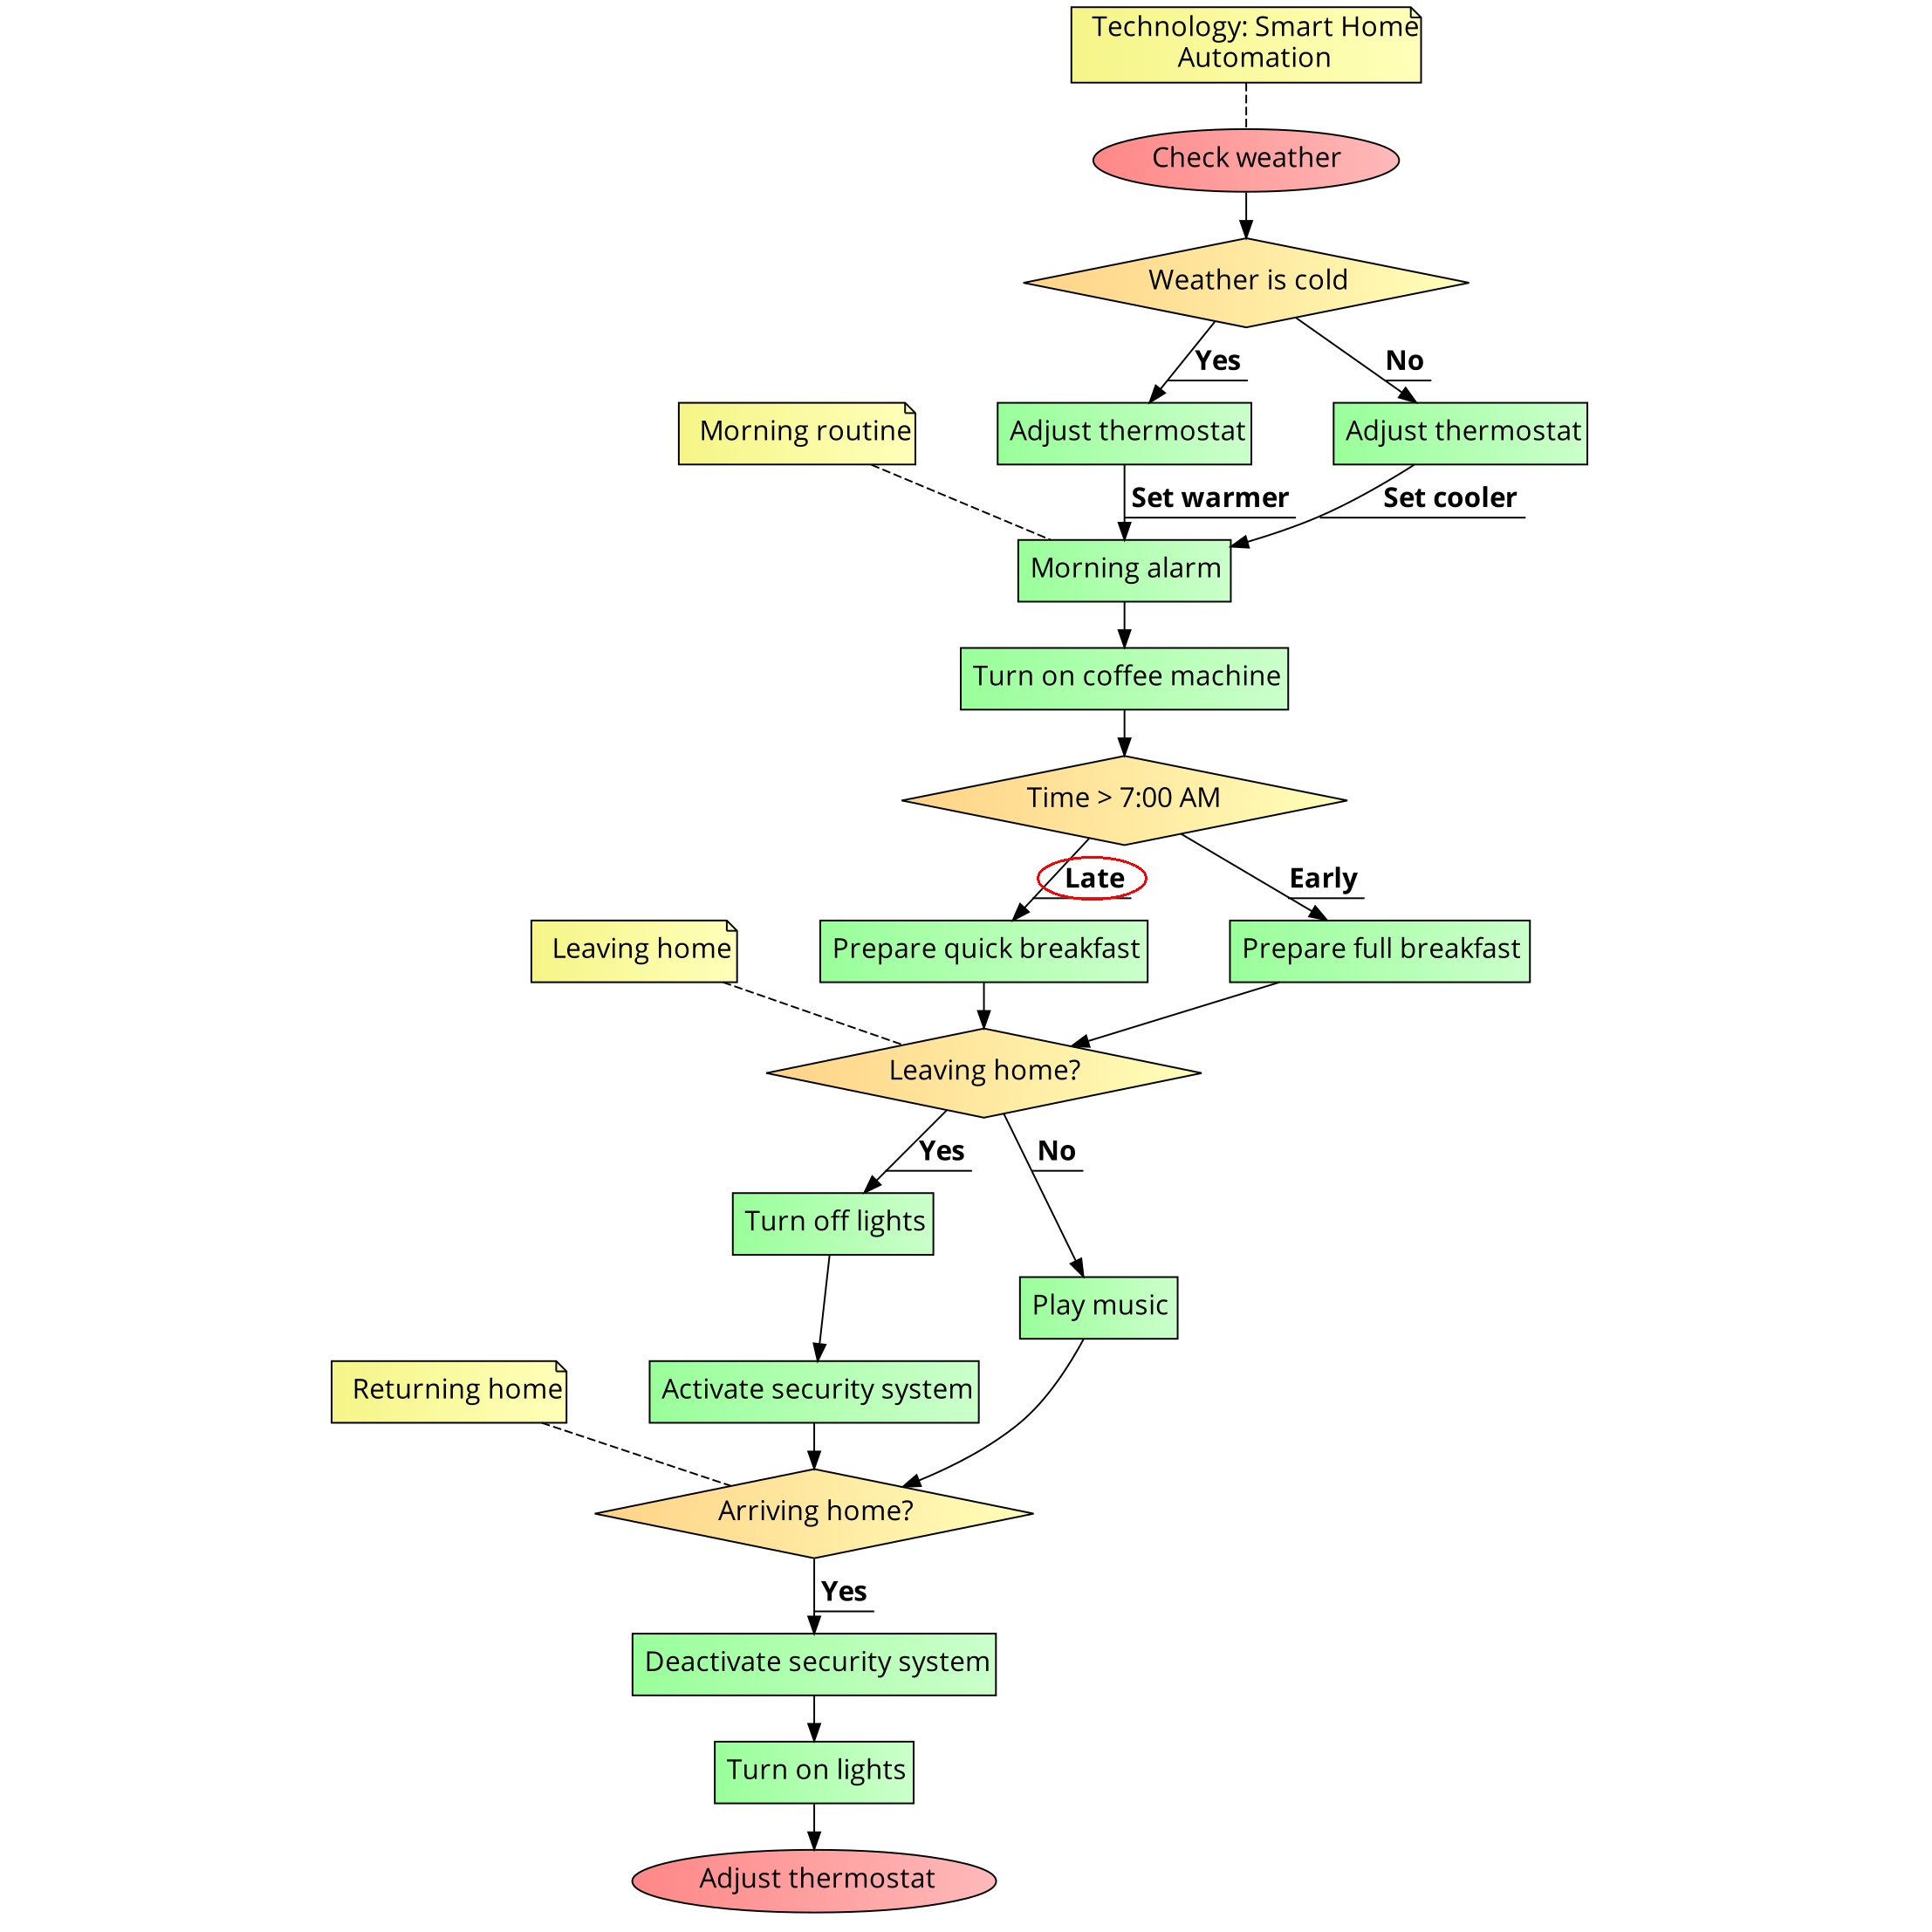 Technology: Smart Home
Automation
Check weather
Weather is cold
Yes
No
Morning routine
Adjust thermostat
Adjust thermostat
Set warmer
Set cooler
Morning alarm
Turn on coffee machine
Time > 7:00 AM
Late
Early
Leaving home
Prepare quick breakfast
Prepare full breakfast
Leaving home?
Yes
No
Turn off lights
Play music
Returning home
Activate security system
Arriving home?
Yes
Deactivate security system
Turn on lights
Adjust thermostat